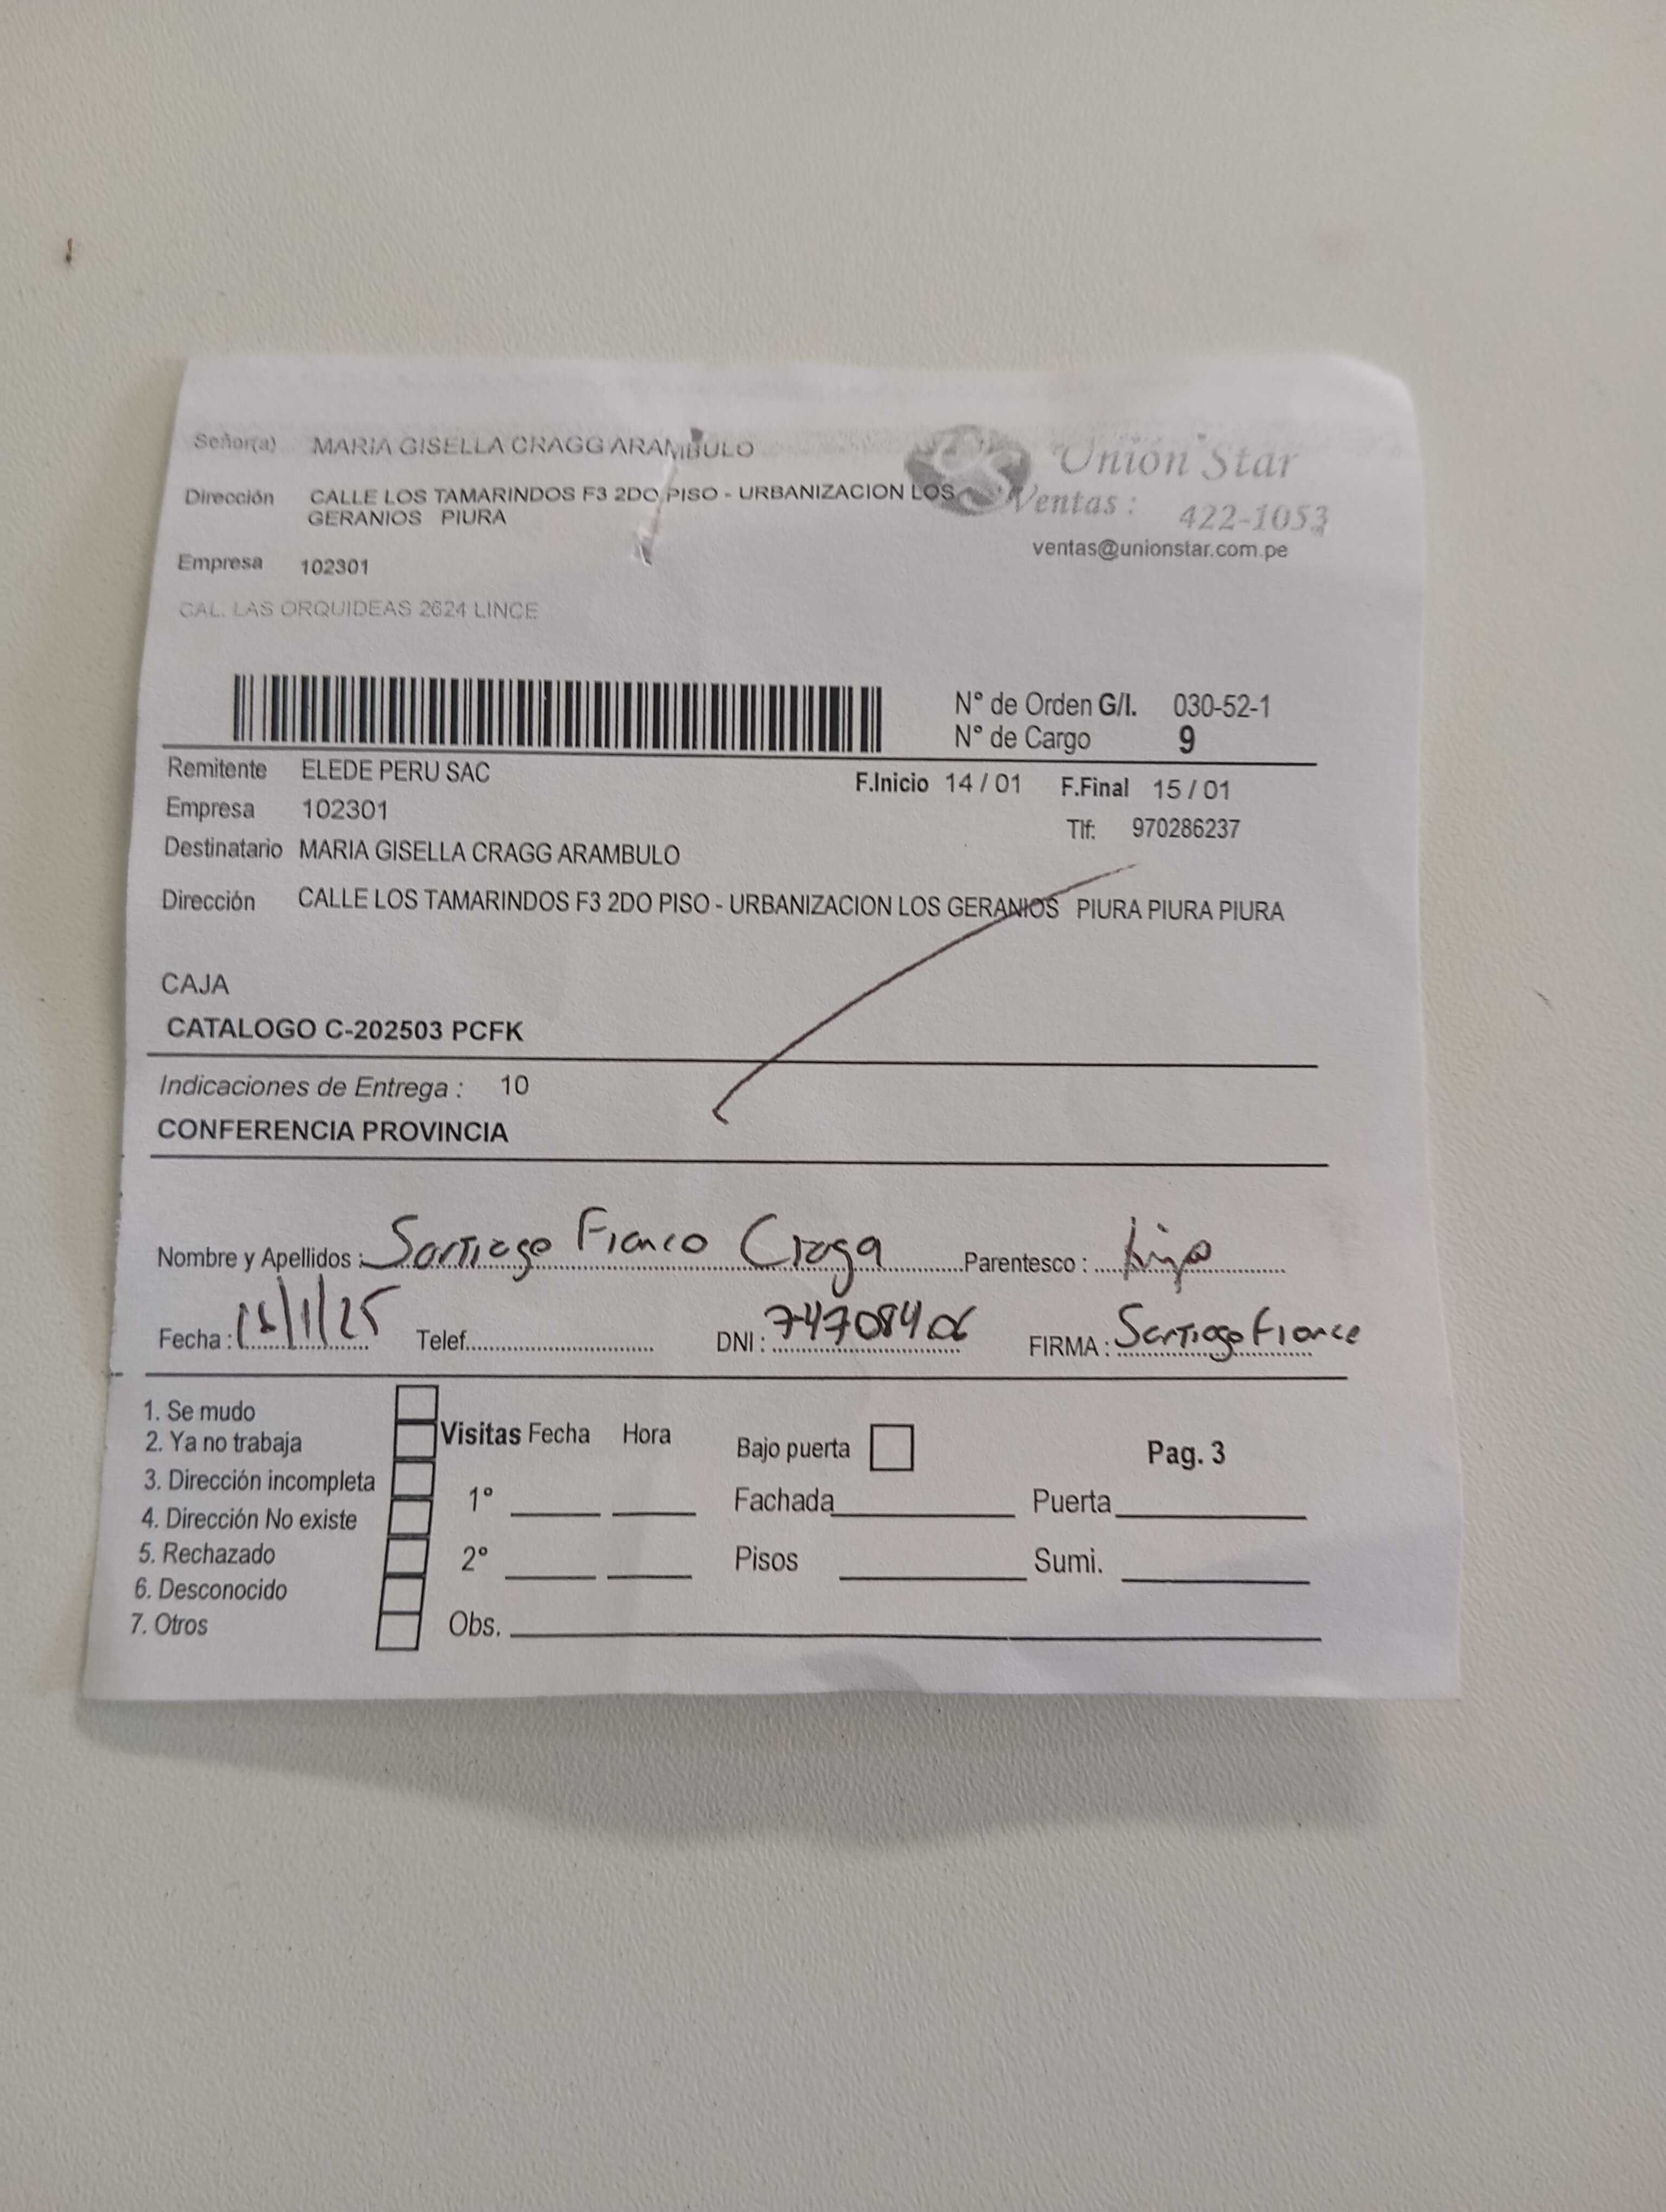 Señor(a) MARIA GISELLA CRAGG ARAMBULO
Dirección CALLE LOS TAMARINDOS F3 2DO PISO - URBANIZACION LOS
GERANIOS PIURA
Empresa 102301
CAL. LAS ORQUIDEAS 2624 LINCE
Unión Star
Ventas : 422-1053
ventas@unionstar.com.pe
N° de Orden G/I. 030-52-1
N° de Cargo 9
Remitente ELEDE PERU SAC
F.Inicio 14 / 01 F.Final 15 / 01
Empresa 102301
Tlf: 970286237
Destinatario MARIA GISELLA CRAGG ARAMBULO
Dirección CALLE LOS TAMARINDOS F3 2DO PISO - URBANIZACION LOS GERANIOS PIURA PIURA PIURA
CAJA
CATALOGO C-202503 PCFK
Indicaciones de Entrega : 10
CONFERENCIA PROVINCIA
Nombre y Apellidos : Santiago Franco Cragg Parentesco : hijo
Fecha : Telef. DNI : 74708406 FIRMA : Santiago Franco
1. Se mudo
2. Ya no trabaja
3. Dirección incompleta
4. Dirección No existe
5. Rechazado
6. Desconocido
7. Otros
Visitas Fecha Hora
1°
2°
Obs.
Bajo puerta
Pag. 3
Fachada Puerta
Pisos Sumi.